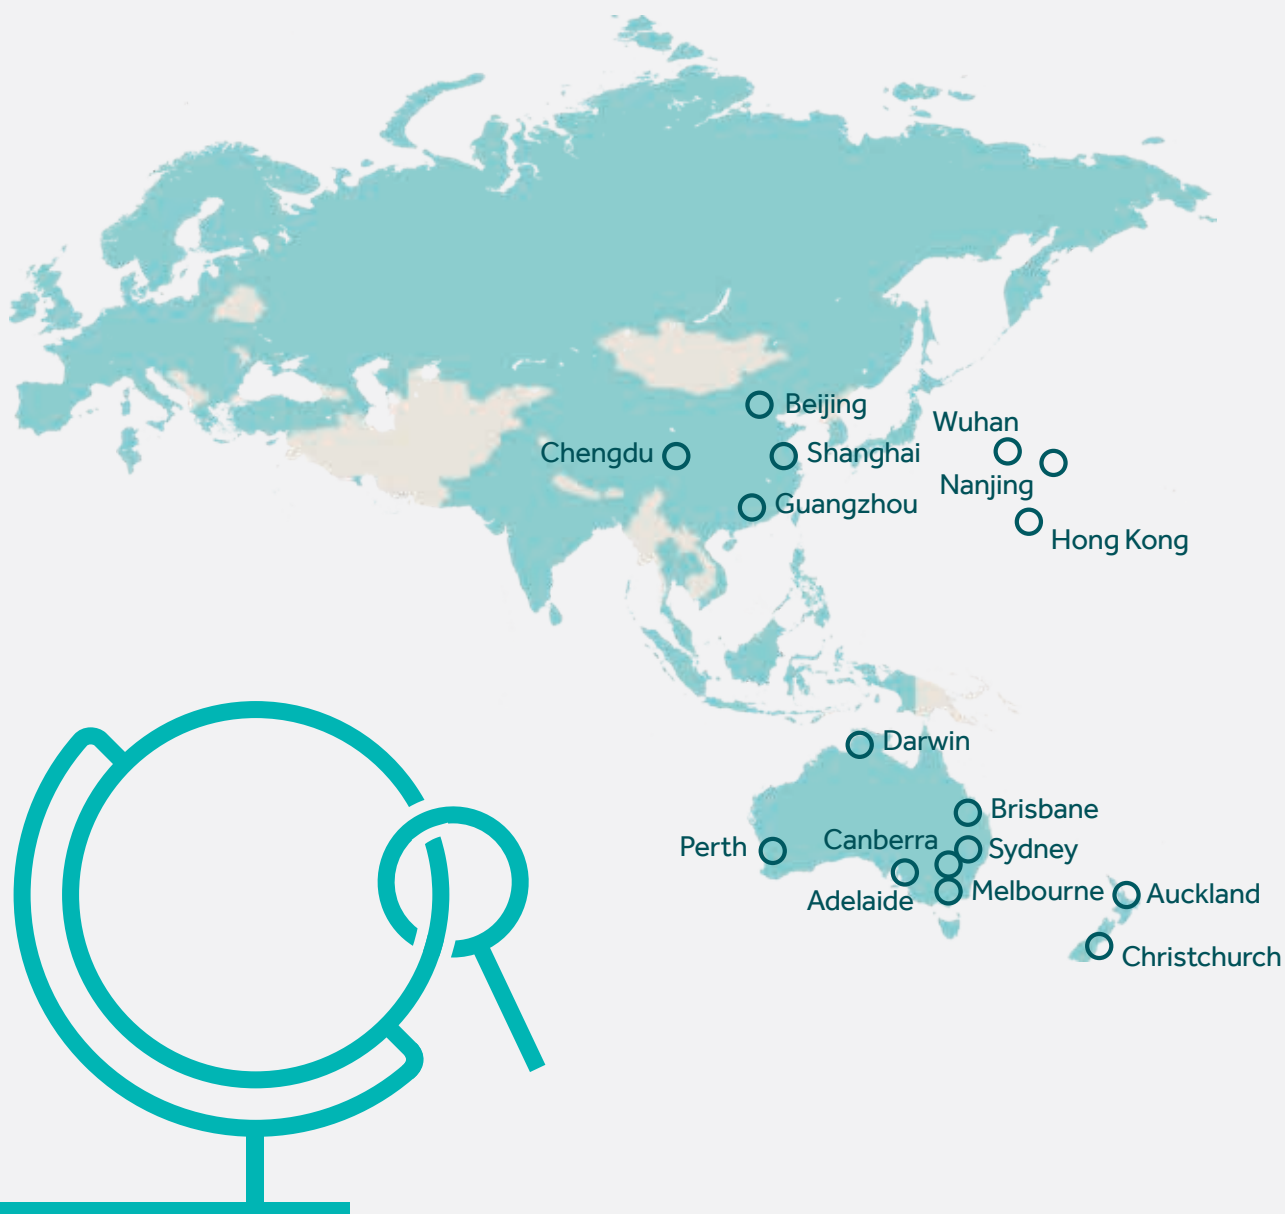 Beijing
Wuhan
Chengdu
Shanghai
Nanjing
Guangzhou
Hong Kong
Darwin
Brisbane
Perth
Canberra
Sydney
Adelaide
Melbourne
Auckland
Christchurch